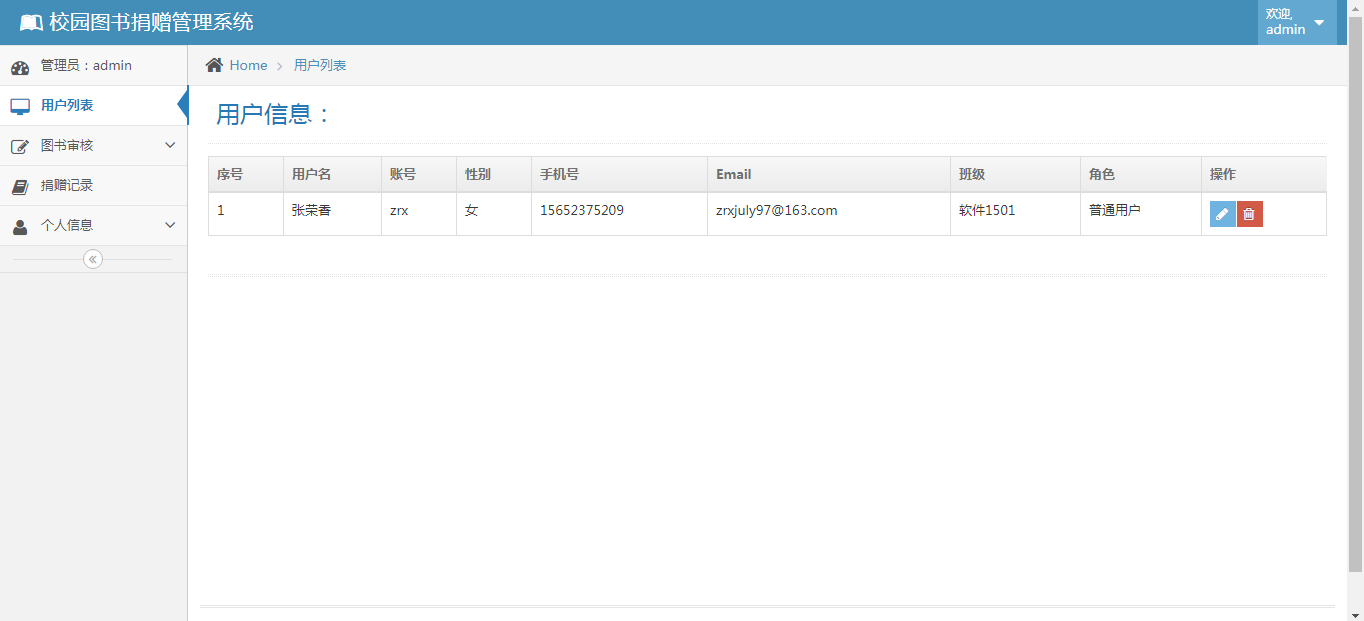 校园图书捐赠管理系统
欢迎,
admin
管理员：admin
用户列表
图书审核
捐赠记录
个人信息
Home
用户列表
用户信息：
序号 用户名 账号 性别 手机号 Email 班级 角色 操作
1 张荣香 zrx 女 15652375209 zrxjuly97@163.com 软件1501 普通用户